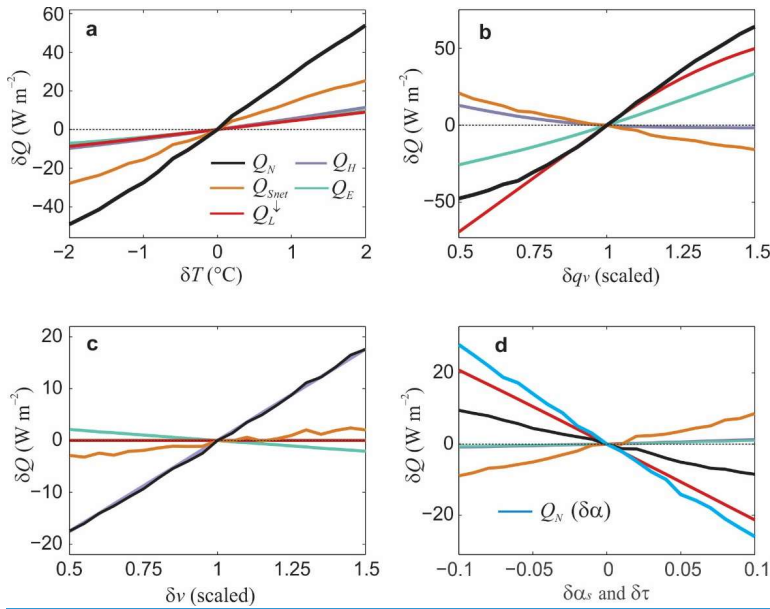 a
δQ (W m⁻²)
60
40
20
0
−20
−40
Q_N
Q_H
Q_Snet
Q_E
Q_L↓
−2
−1
0
1
2
δT (°C)
b
δQ (W m⁻²)
50
0
−50
0.5
0.75
1
1.25
1.5
δq_v (scaled)
c
δQ (W m⁻²)
20
10
0
−10
−20
0.5
0.75
1
1.25
1.5
δv (scaled)
d
δQ (W m⁻²)
20
0
−20
Q_N (δα)
−0.1
−0.05
0
0.05
0.1
δα_s and δτ